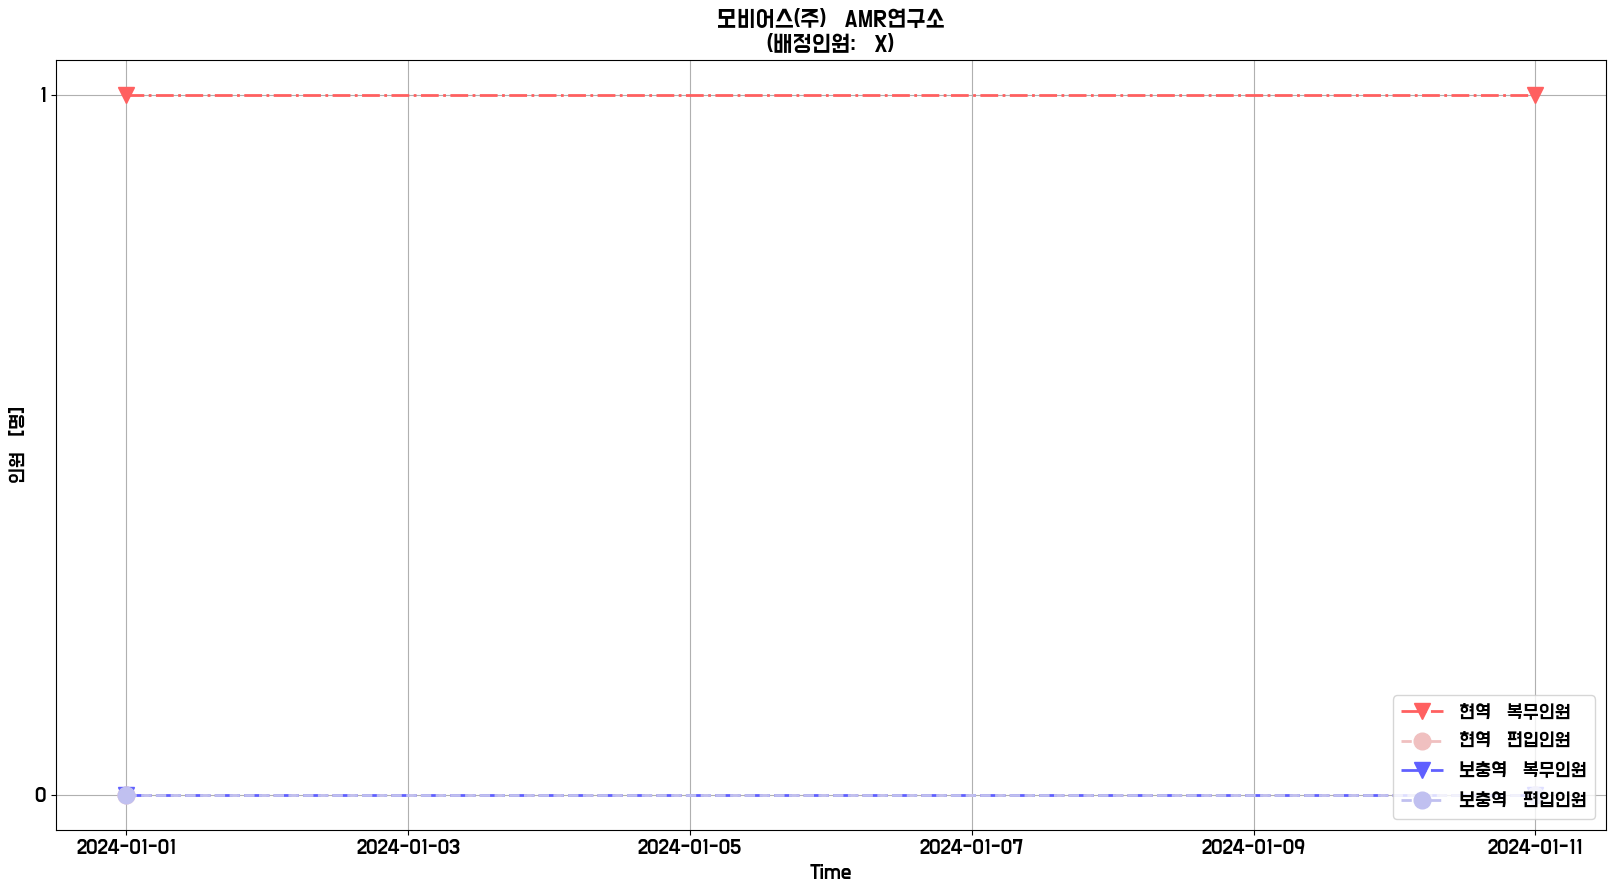 모비어스(주) AMR연구소
(배정인원: X)
1
인원 [명]
0
현역 복무인원
현역 편입인원
보충역 복무인원
보충역 편입인원
2024-01-01 2024-01-03 2024-01-05 2024-01-07 2024-01-09 2024-01-11
Time